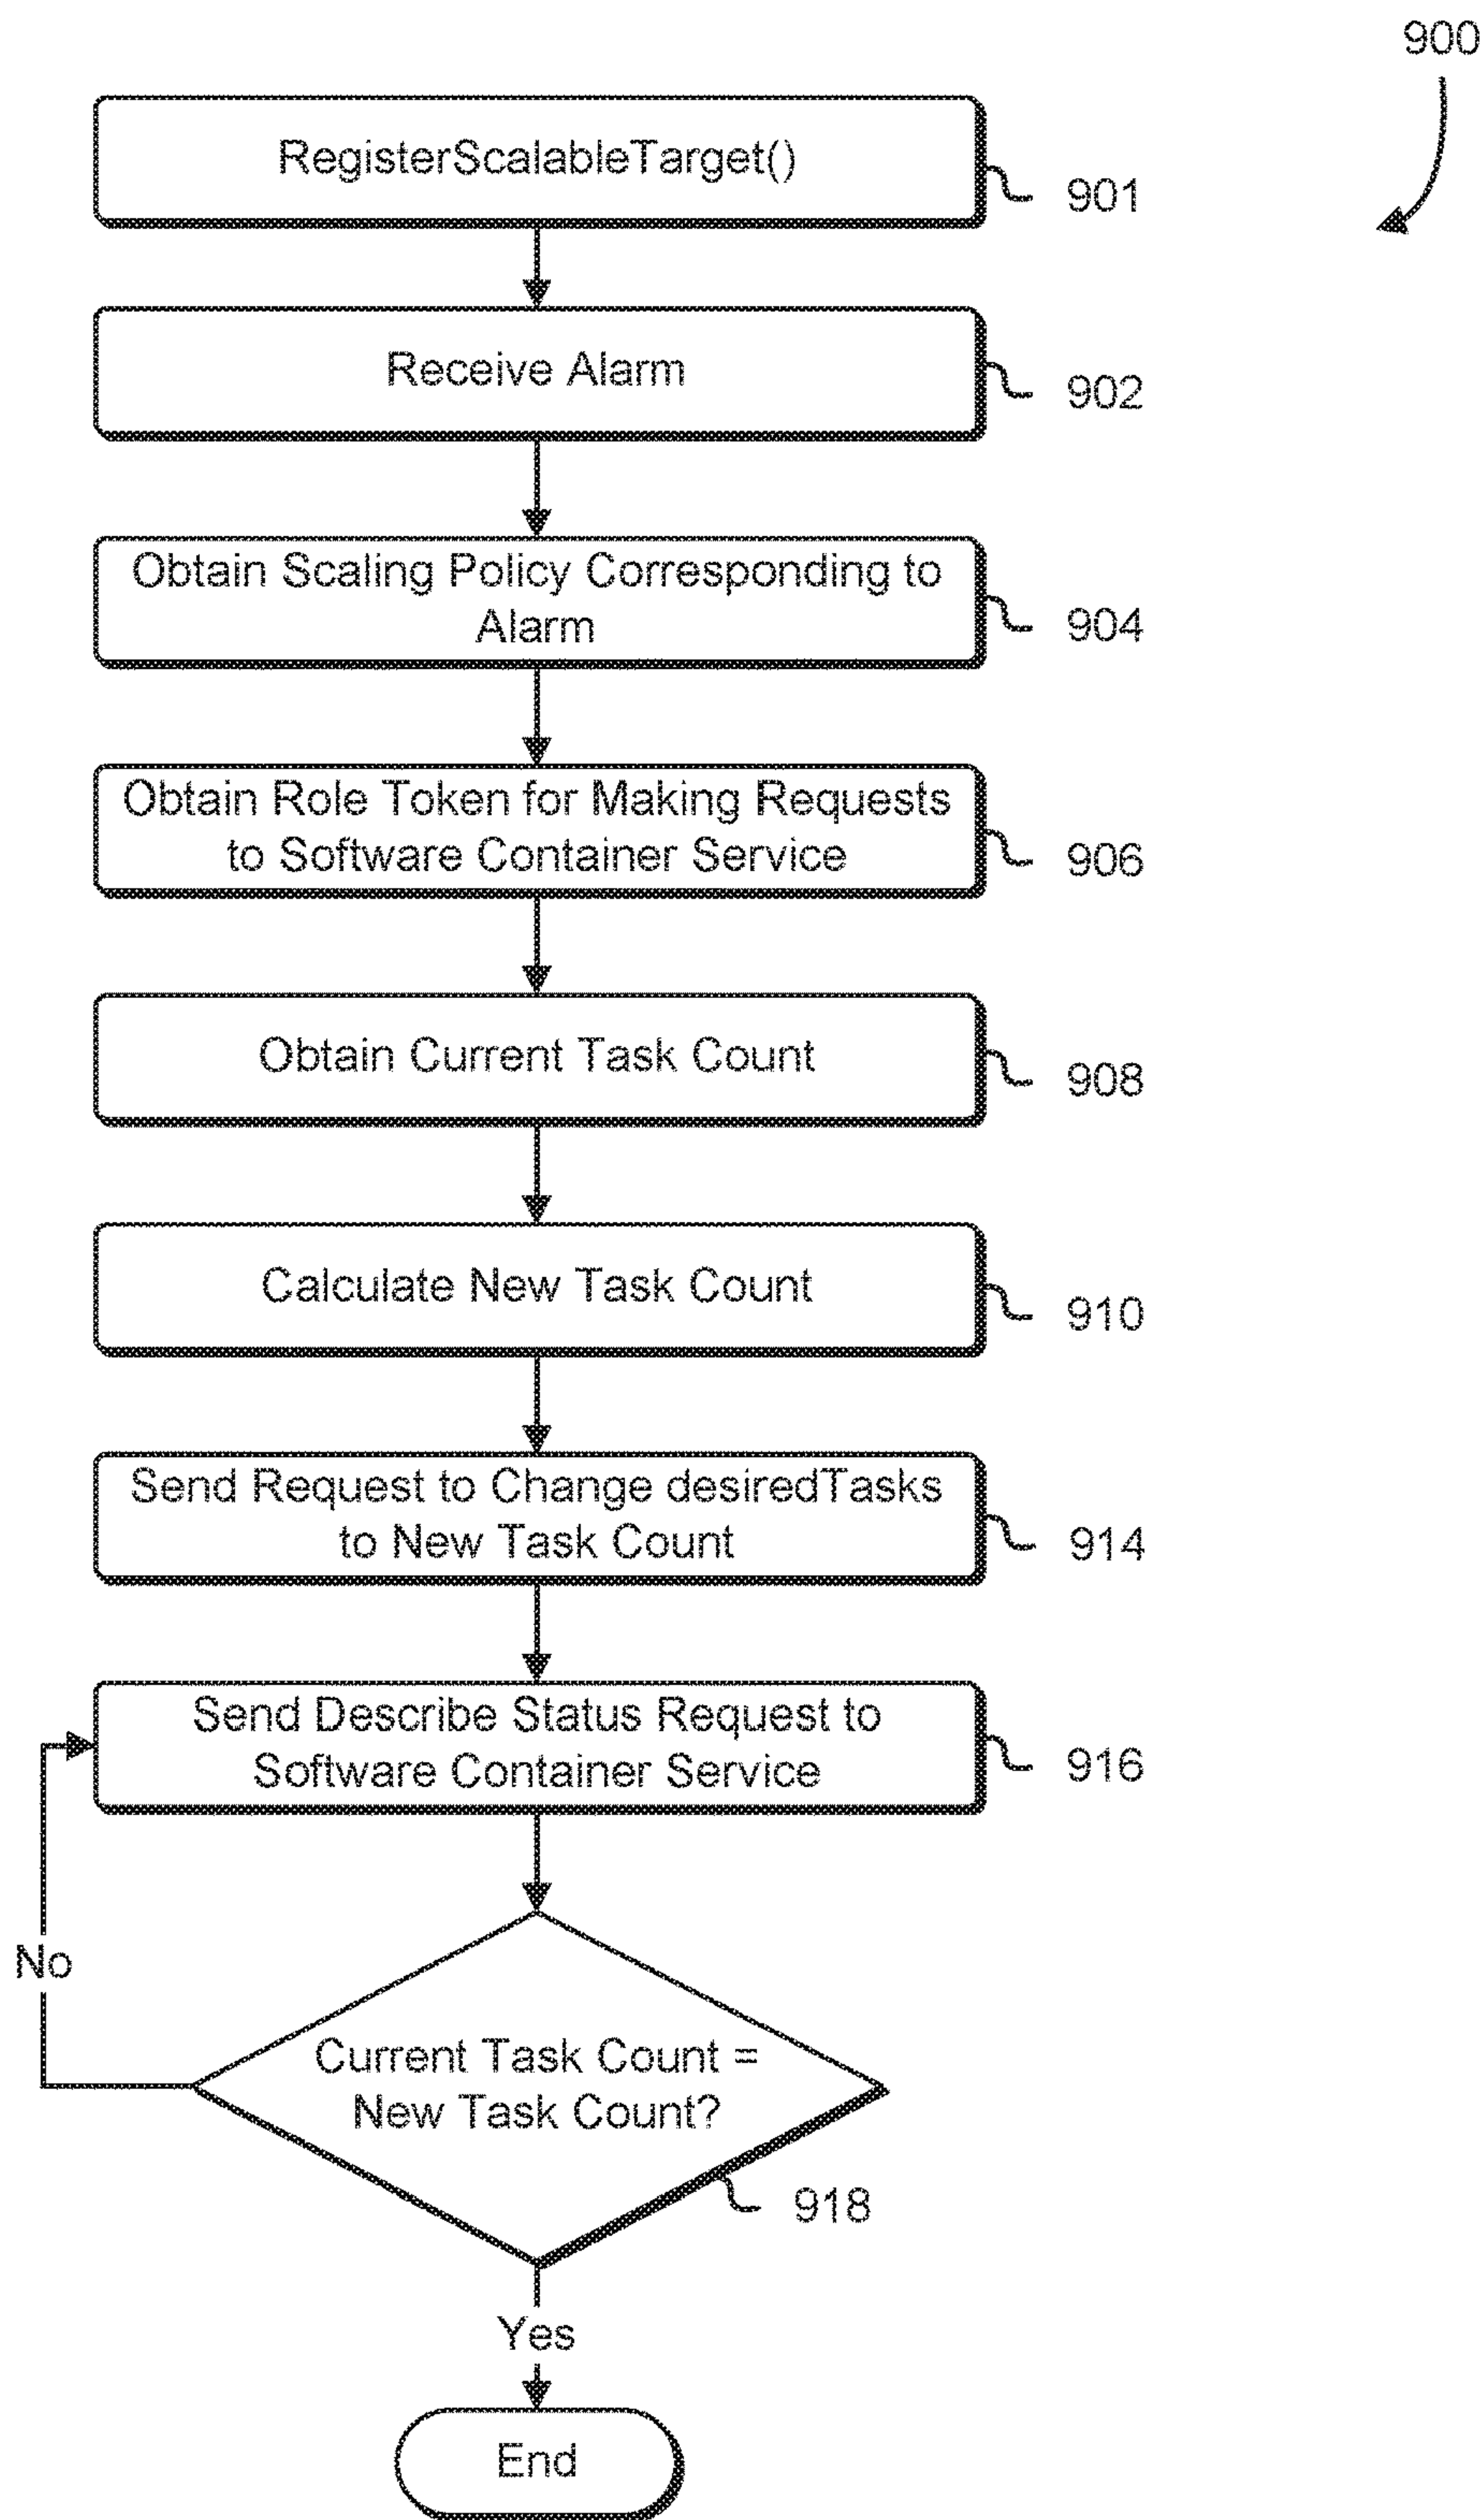 900
RegisterScalableTarget()
901
Receive Alarm
902
Obtain Scaling Policy Corresponding to
Alarm
904
Obtain Role Token for Making Requests
to Software Container Service
906
Obtain Current Task Count
908
Calculate New Task Count
910
Send Request to Change desiredTasks
to New Task Count
914
Send Describe Status Request to
Software Container Service
916
No
Current Task Count =
New Task Count?
918
Yes
End